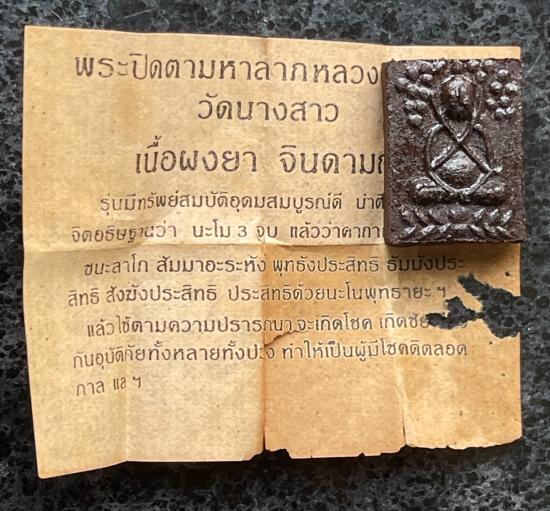 พระปิดตามหาลาภหลวง
วัดนางสาว
เนื้อผงยา จินดามณ
รุ่นมีทรัพย์สมบัติอุดมสมบูรณ์ดี
จิตอธิษฐานว่า นะโม 3 จบ แล้วว่าคาถา
ชนะลาโภ สัมมาอะระหัง พุทธังประสิทธิ ธัมมังประ
สิทธิ สังฆังประสิทธิ ประสิทธิด้วยนะโมพุทธายะ ฯ
แล้วใช้ตามความปรารถนา จะเกิดโชค เกิดชัย
กันอุบัติภัยทั้งหลายทั้งปวง ทำให้เป็นผู้มีโชคดีตลอด
กาล แล ฯ